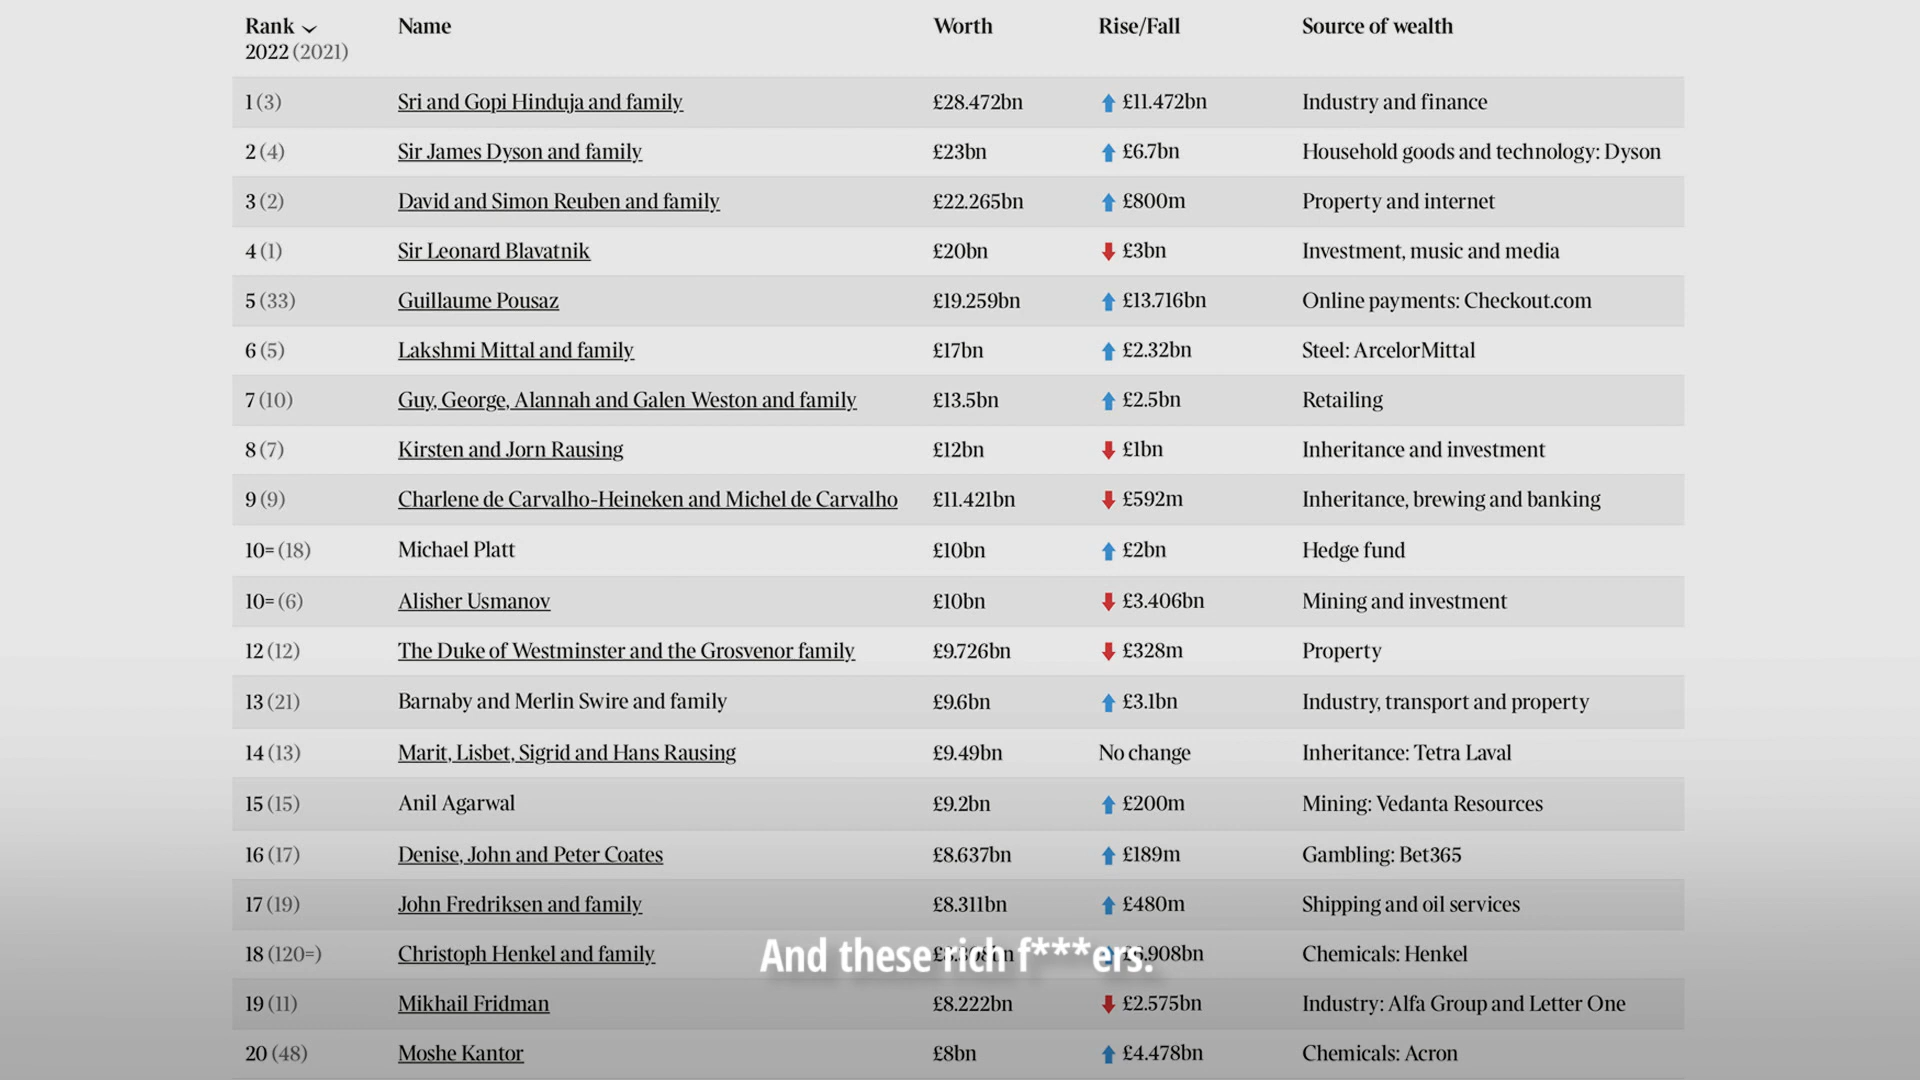 Rank Name Worth Rise/Fall Source of wealth
2022 (2021)
1 (3) Sri and Gopi Hinduja and family £28.472bn £11.472bn Industry and finance
2 (4) Sir James Dyson and family £23bn £6.7bn Household goods and technology: Dyson
3 (2) David and Simon Reuben and family £22.265bn £800m Property and internet
4 (1) Sir Leonard Blavatnik £20bn £3bn Investment, music and media
5 (33) Guillaume Pousaz £19.259bn £13.716bn Online payments: Checkout.com
6 (5) Lakshmi Mittal and family £17bn £2.32bn Steel: ArcelorMittal
7 (10) Guy, George, Alannah and Galen Weston and family £13.5bn £2.5bn Retailing
8 (7) Kirsten and Jorn Rausing £12bn £1bn Inheritance and investment
9 (9) Charlene de Carvalho-Heineken and Michel de Carvalho £11.421bn £592m Inheritance, brewing and banking
10= (18) Michael Platt £10bn £2bn Hedge fund
10= (6) Alisher Usmanov £10bn £3.406bn Mining and investment
12 (12) The Duke of Westminster and the Grosvenor family £9.726bn £328m Property
13 (21) Barnaby and Merlin Swire and family £9.6bn £3.1bn Industry, transport and property
14 (13) Marit, Lisbet, Sigrid and Hans Rausing £9.49bn No change Inheritance: Tetra Laval
15 (15) Anil Agarwal £9.2bn £200m Mining: Vedanta Resources
16 (17) Denise, John and Peter Coates £8.637bn £189m Gambling: Bet365
17 (19) John Fredriksen and family £8.311bn £480m Shipping and oil services
18 (120=) Christoph Henkel and family Chemicals: Henkel
And these rich f***ers.
19 (11) Mikhail Fridman £8.222bn £2.575bn Industry: Alfa Group and Letter One
20 (48) Moshe Kantor £8bn £4.478bn Chemicals: Acron